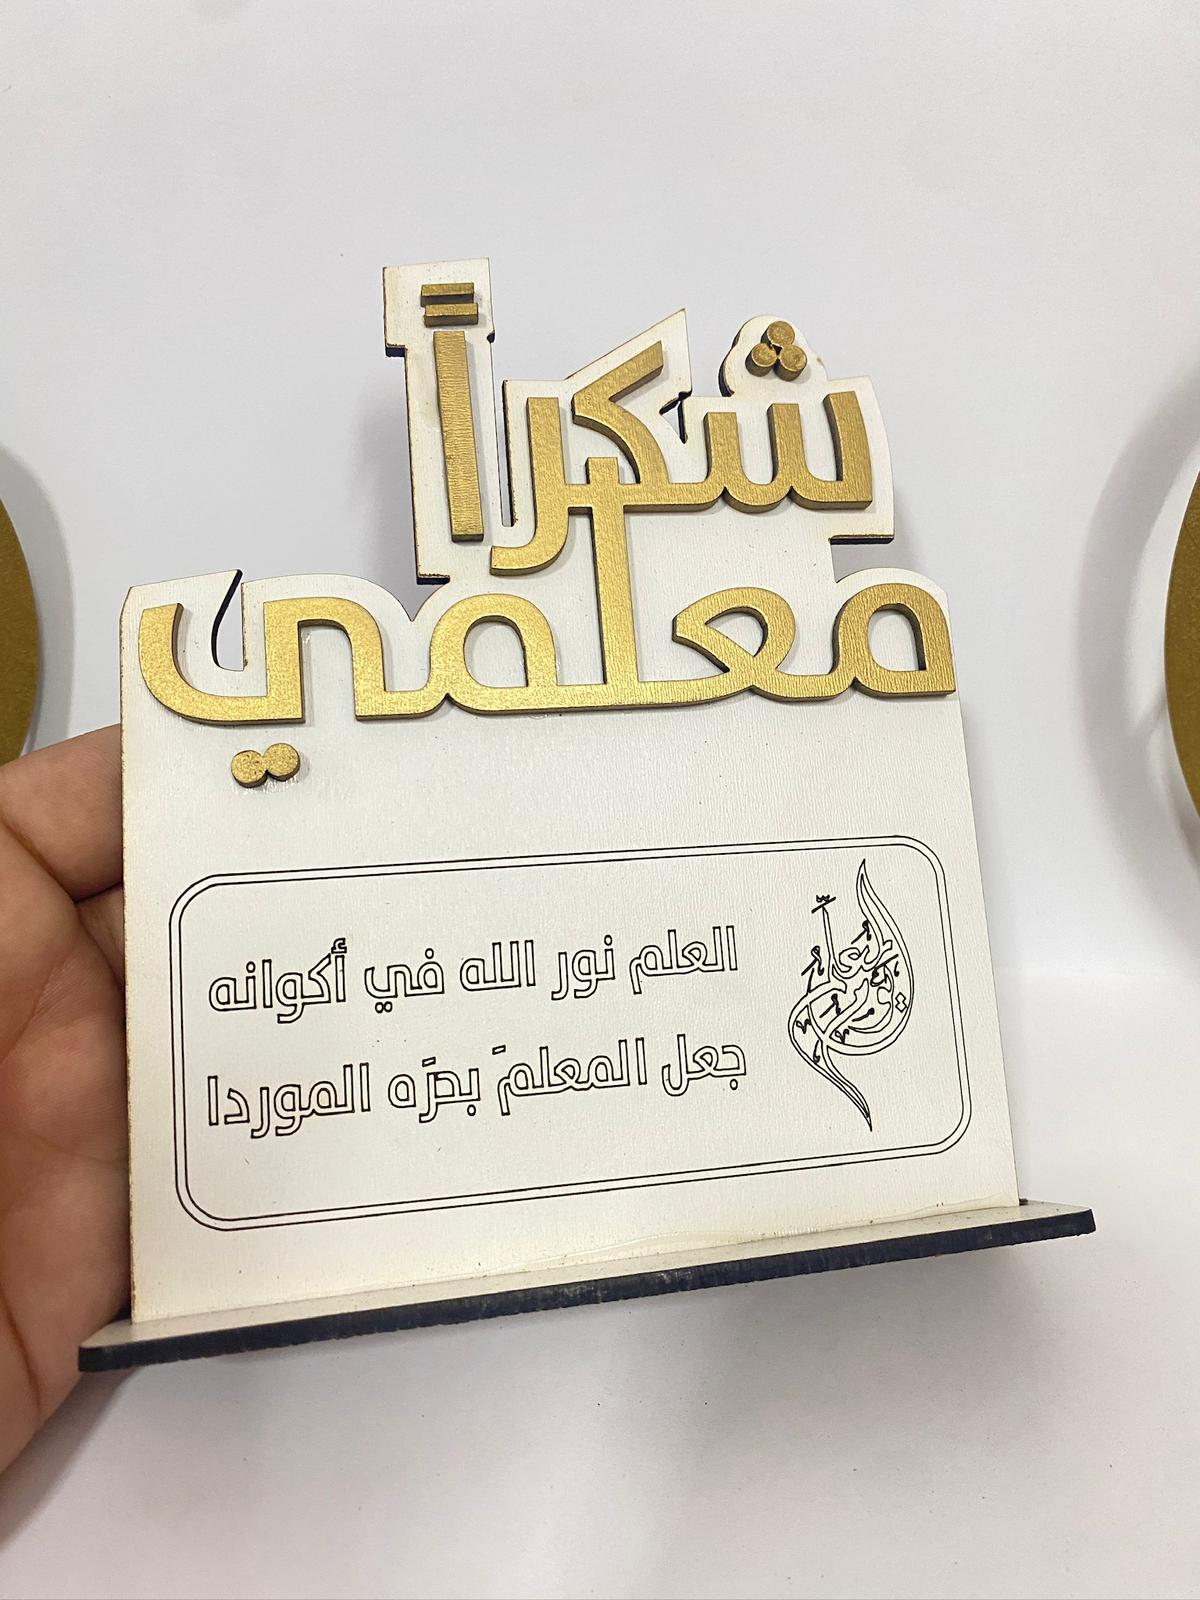 شكراً
معلمي
العلم نور الله في أكوانه
جعل المعلمَ بحرَه الموردا